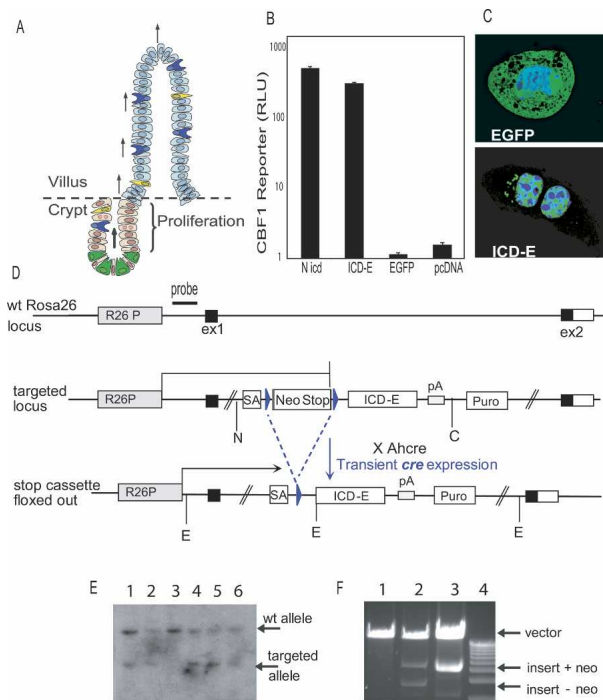 A
Villus
Crypt
Proliferation
B
CBF1 Reporter (RLU)
1000
100
10
1
N icd
ICD-E
EGFP
pcDNA
C
EGFP
ICD-E
D
wt Rosa26
locus
R26 P
probe
ex1
ex2
targeted
locus
R26P
N
SA
Neo Stop
ICD-E
pA
C
Puro
X Ahcre
Transient cre expression
stop cassette
floxed out
R26P
E
SA
E
ICD-E
pA
Puro
E
E
1 2 3 4 5 6
wt allele
targeted
allele
F
1 2 3 4
vector
insert + neo
insert - neo